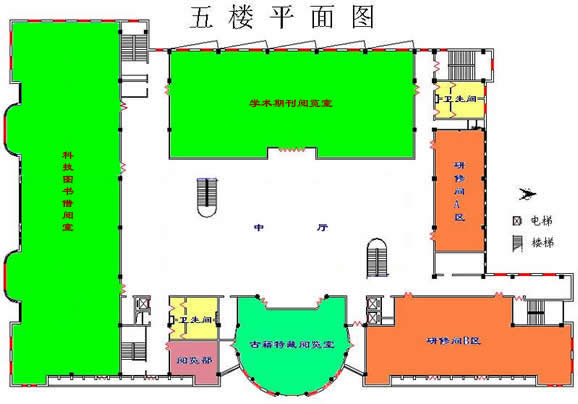 五楼平面图
学术期刊阅览室
卫生间
科技图书借阅室
研修间A区
电梯
楼梯
中厅
卫生间
古籍特藏阅览室
研修间B区
阅览部